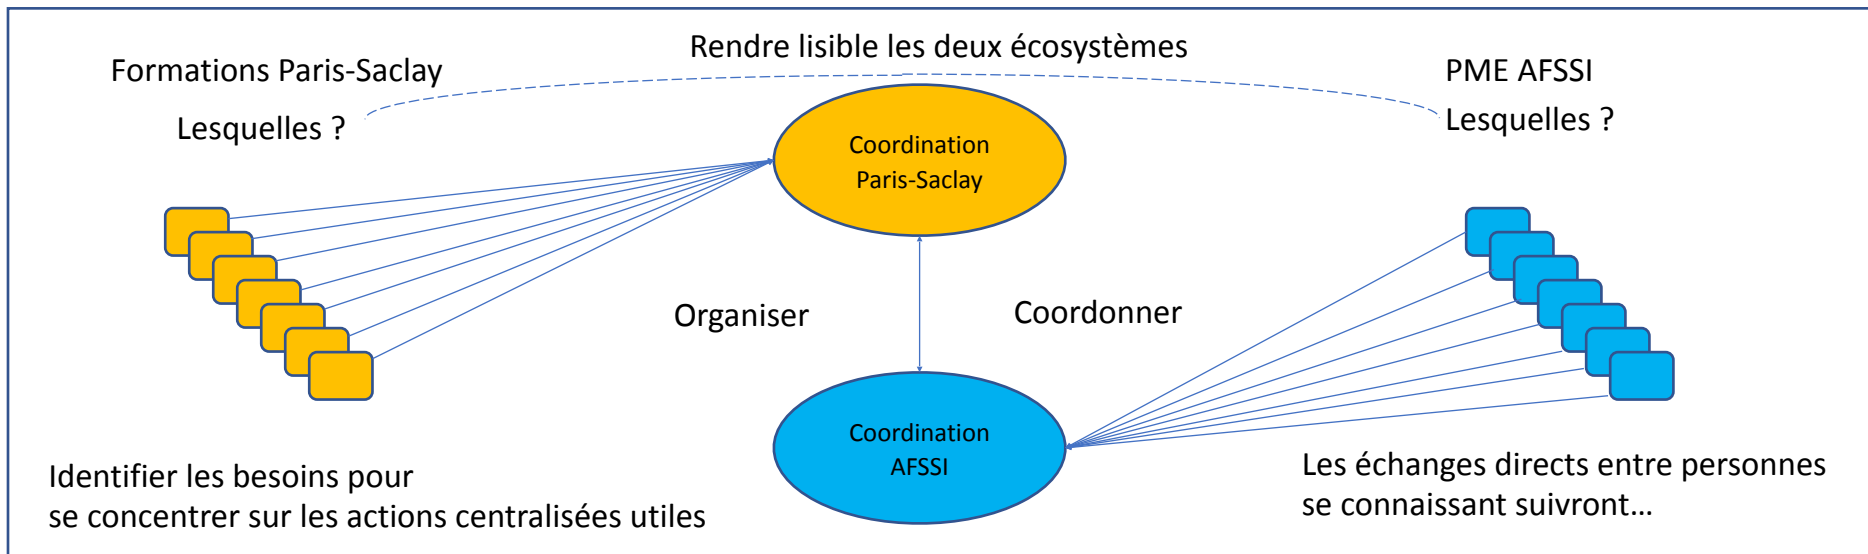 Rendre lisible les deux écosystèmes
Formations Paris-Saclay
Lesquelles ?
PME AFSSI
Lesquelles ?
Coordination
Paris-Saclay
Organiser
Coordonner
Coordination
AFSSI
Identifier les besoins pour
se concentrer sur les actions centralisées utiles
Les échanges directs entre personnes
se connaissant suivront…